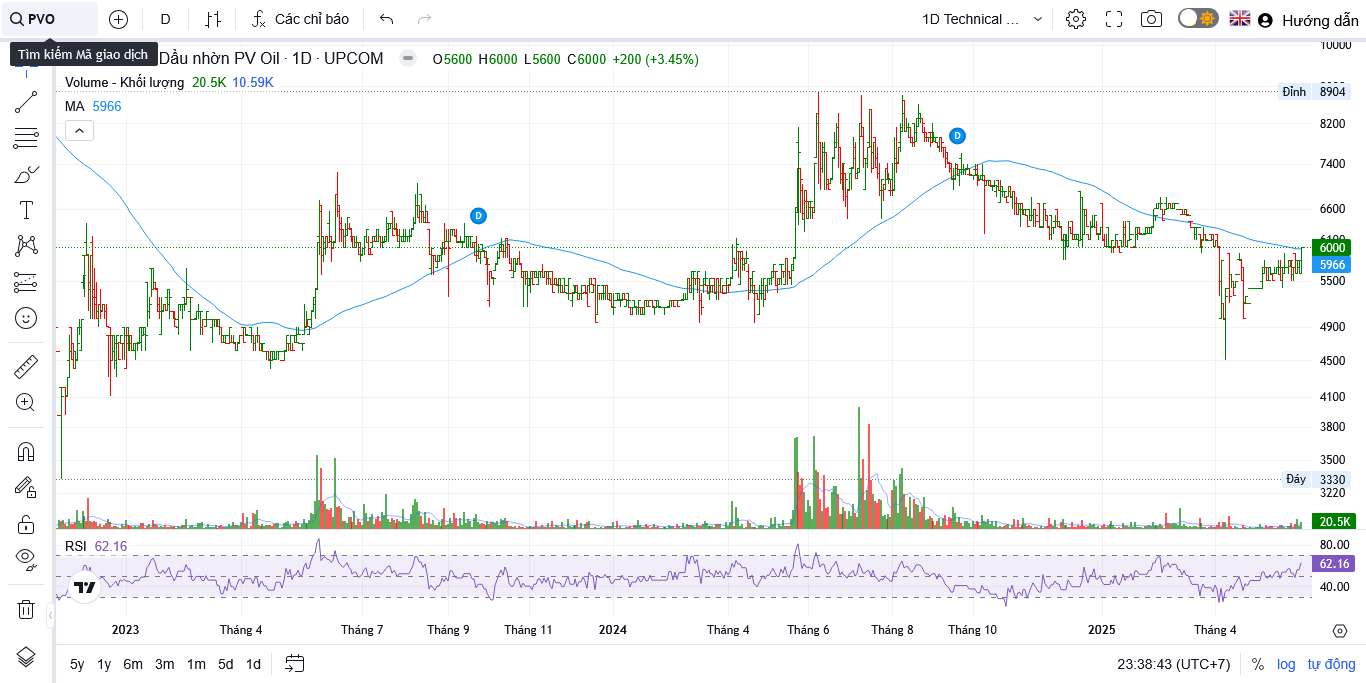 PVO D Các chỉ báo 1D Technical ... Hướng dẫn
Tìm kiếm Mã giao dịch
Dầu nhờn PV Oil · 1D · UPCOM O5600 H6000 L5600 C6000 +200 (+3.45%)
Volume - Khối lượng 20.5K 10.59K
MA 5966
D
D
10000
Đỉnh 8904
8200
7400
6600
6000
5966
5500
4900
4500
4100
3800
3500
Đáy 3330
3220
20.5K
RSI 62.16
80.00
62.16
40.00
2023 Tháng 4 Tháng 7 Tháng 9 Tháng 11 2024 Tháng 4 Tháng 6 Tháng 8 Tháng 10 2025 Tháng 4
5y 1y 6m 3m 1m 5d 1d 23:38:43 (UTC+7) % log tự động